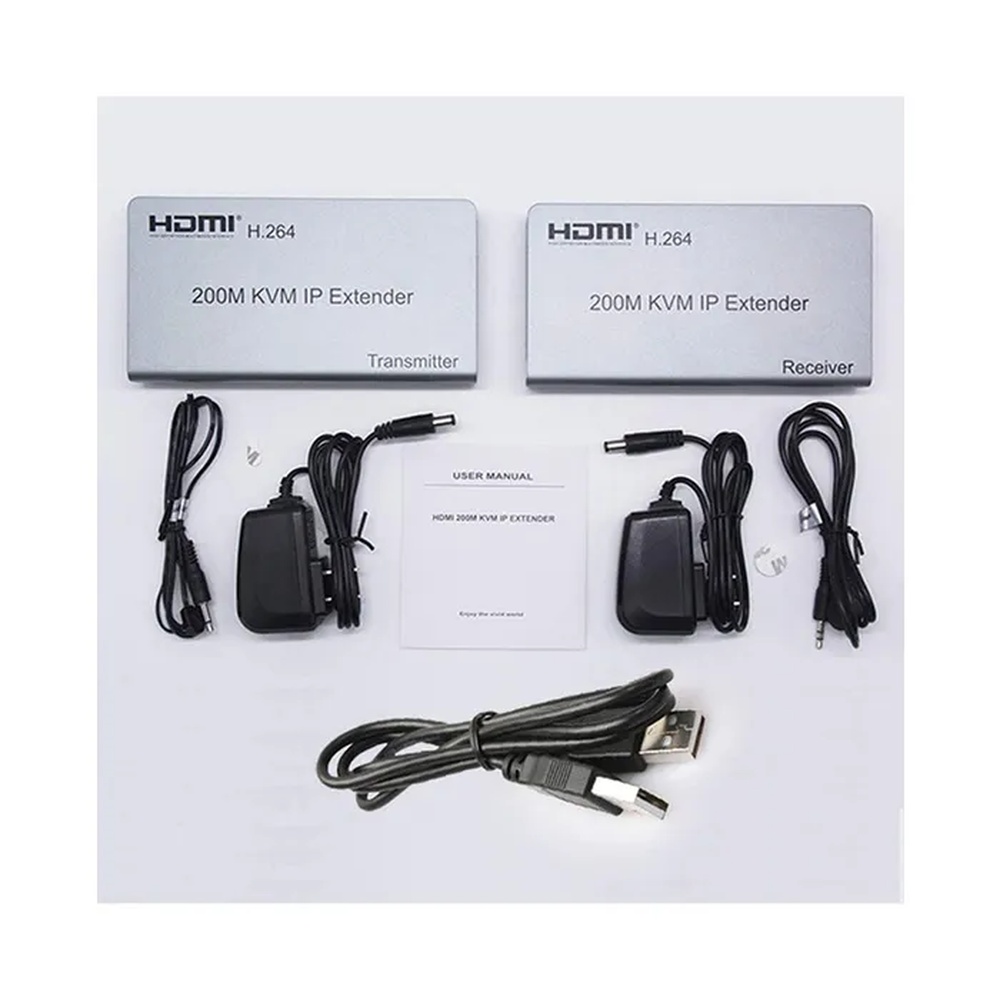 HDMI® H.264
200M KVM IP Extender
Transmitter
HDMI® H.264
200M KVM IP Extender
Receiver
USER MANUAL
HDMI 200M KVM IP EXTENDER
Enjoy the vivid world